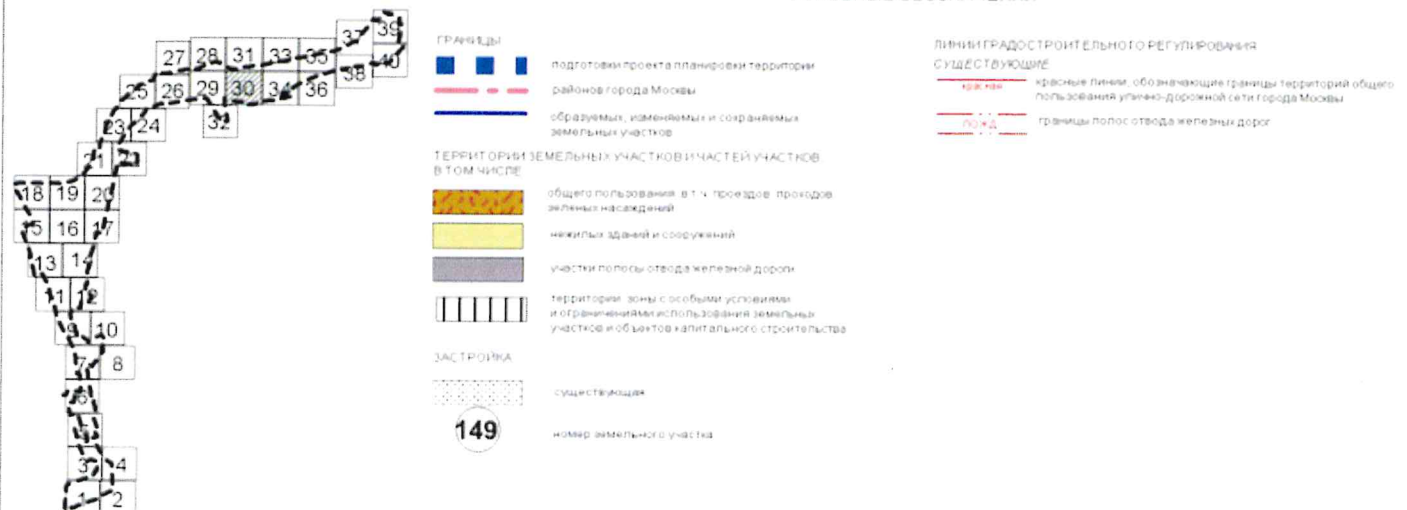 39
37
27 28 31 33 35
40
38
25 26 29 30 34 36
32
23 24
21
18 19 20
15 16 17
13 14
11 12
9 10
7 8
6
3 4
1 2
ГРАНИЦЫ
подготовки проекта планировки территории
районов города Москвы
образуемых, изменяемых и сохраняемых
земельных участков
ТЕРРИТОРИИ ЗЕМЕЛЬНЫХ УЧАСТКОВ И ЧАСТЕЙ УЧАСТКОВ
В ТОМ ЧИСЛЕ
общего пользования в т.ч. проездов проходов
зеленых насаждений
нежилых зданий и сооружений
участки полосы отвода железной дороги
территории зоны с особыми условиями
и ограничениями использования земельных
участков и объектов капитального строительства
ЗАСТРОЙКА
существующая
149
номер земельного участка
ЛИНИИ ГРАДОСТРОИТЕЛЬНОГО РЕГУЛИРОВАНИЯ
СУЩЕСТВУЮЩИЕ
красная
красные линии, обозначающие границы территорий общего
пользования улично-дорожной сети города Москвы
ПОЖД
границы полос отвода железных дорог